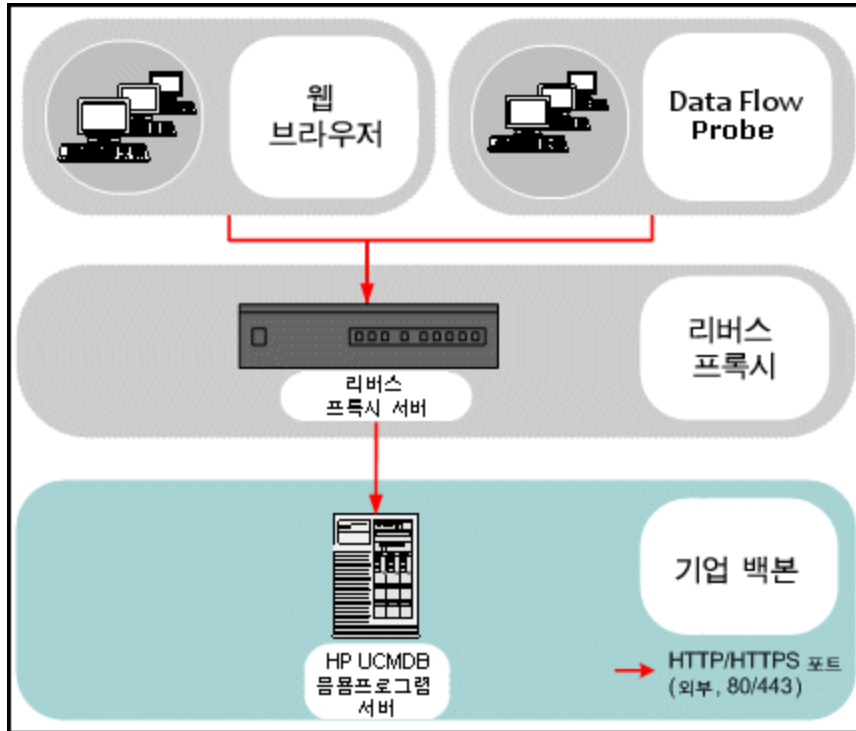 웹
브라우저
Data Flow
Probe
리버스
프록시
리버스
프록시 서버
기업 백본
HP UCMDB
믕푱프로그램
서버
HTTP/HTTPS 포트
(외부, 80/443)